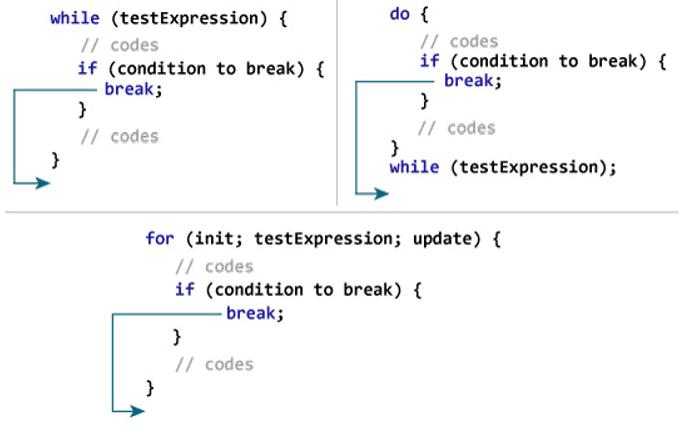 while (testExpression) {
// codes
if (condition to break) {
break;
}
// codes
}
do {
// codes
if (condition to break) {
break;
}
// codes
}
while (testExpression);
for (init; testExpression; update) {
// codes
if (condition to break) {
break;
}
// codes
}